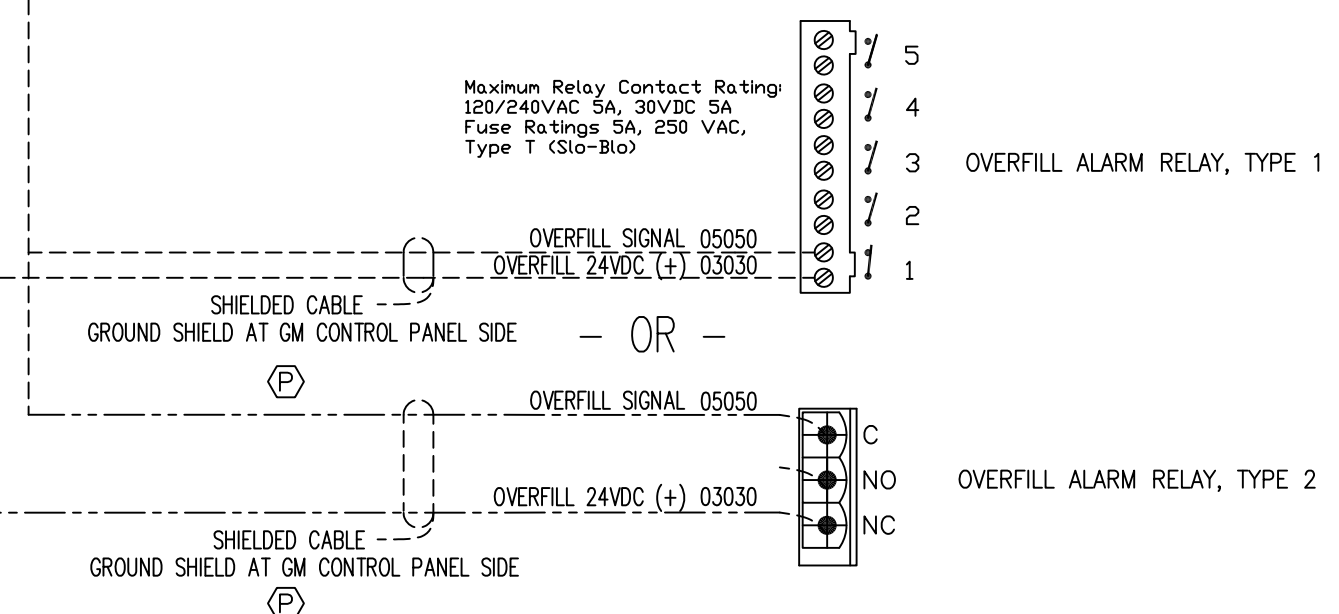 Maximum Relay Contact Rating:
120/240VAC 5A, 30VDC 5A
Fuse Ratings 5A, 250 VAC,
Type T (Slo-Blo)
5
4
3
2
1
OVERFILL ALARM RELAY, TYPE 1
OVERFILL SIGNAL 05050
OVERFILL 24VDC (+) 03030
SHIELDED CABLE
GROUND SHIELD AT GM CONTROL PANEL SIDE
P
- OR -
OVERFILL SIGNAL 05050
C
NO
NC
OVERFILL ALARM RELAY, TYPE 2
OVERFILL 24VDC (+) 03030
SHIELDED CABLE
GROUND SHIELD AT GM CONTROL PANEL SIDE
P